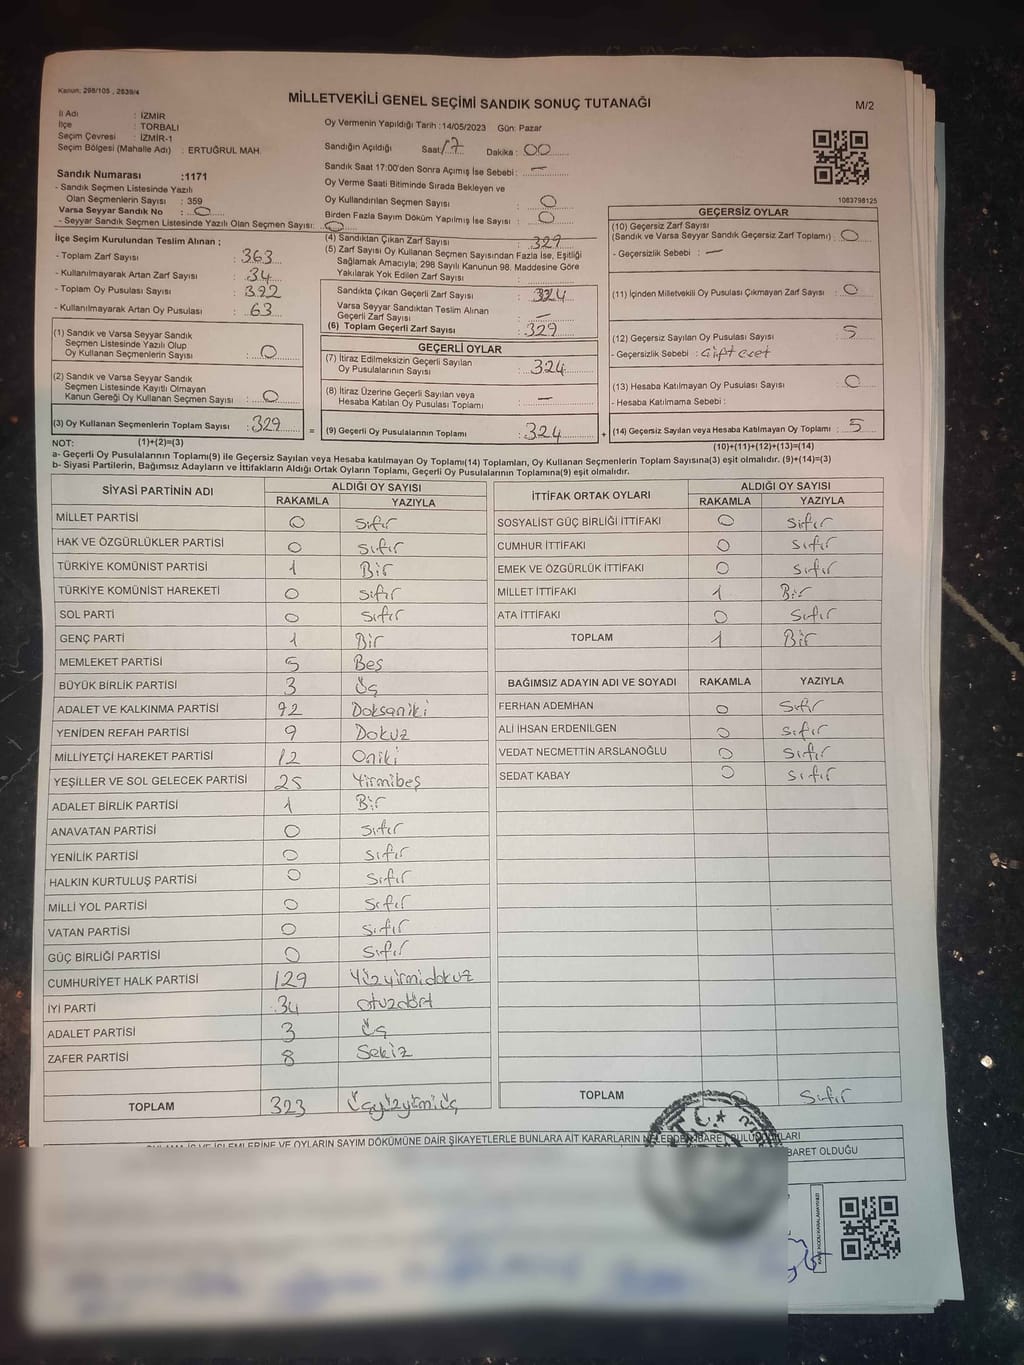 Kanun: 298/105 , 2839/4
MİLLETVEKİLİ GENEL SEÇİMİ SANDIK SONUÇ TUTANAĞI
M/2
İl Adı : İZMİR
İlçe : TORBALI
Seçim Çevresi : İZMİR-1
Seçim Bölgesi (Mahalle Adı) : ERTUĞRUL MAH.
Oy Vermenin Yapıldığı Tarih :14/05/2023 Gün: Pazar
Sandığın Açıldığı Saat 17 Dakika : 00
Sandık Saat 17:00'den Sonra Açımış İse Sebebi : —
Oy Verme Saati Bitiminde Sırada Bekleyen ve
Oy Kullandırılan Seçmen Sayısı : 0
Birden Fazla Sayım Döküm Yapılmış İse Sayısı : 0
1083798125
Sandık Numarası :1171
- Sandık Seçmen Listesinde Yazılı
Olan Seçmenlerin Sayısı : 359
Varsa Seyyar Sandık No : 0
- Seyyar Sandık Seçmen Listesinde Yazılı Olan Seçmen Sayısı: 0
İlçe Seçim Kurulundan Teslim Alınan ;
- Toplam Zarf Sayısı : 363
- Kullanılmayarak Artan Zarf Sayısı : 34
- Toplam Oy Pusulası Sayısı : 392
- Kullanılmayarak Artan Oy Pusulası : 63
(1) Sandık ve Varsa Seyyar Sandık
Seçmen Listesinde Yazılı Olup
Oy Kullanan Seçmenlerin Sayısı : 0
(2) Sandık ve Varsa Seyyar Sandık
Seçmen Listesinde Kayıtlı Olmayan
Kanun Gereği Oy Kullanan Seçmen Sayısı : 0
(3) Oy Kullanan Seçmenlerin Toplam Sayısı : 329
(4) Sandıktan Çıkan Zarf Sayısı : 329
(5) Zarf Sayısı Oy Kullanan Seçmen Sayısından Fazla İse, Eşitliği
Sağlamak Amacıyla; 298 Sayılı Kanunun 98. Maddesine Göre
Yakılarak Yok Edilen Zarf Sayısı :
Sandıkta Çıkan Geçerli Zarf Sayısı : 324
Varsa Seyyar Sandıktan Teslim Alınan
Geçerli Zarf Sayısı : —
(6) Toplam Geçerli Zarf Sayısı : 329
GEÇERLİ OYLAR
(7) İtiraz Edilmeksizin Geçerli Sayılan
Oy Pusulalarının Sayısı : 324
(8) İtiraz Üzerine Geçerli Sayılan veya
Hesaba Katılan Oy Pusulası Toplamı : —
= (9) Geçerli Oy Pusulalarının Toplamı : 324
GEÇERSİZ OYLAR
(10) Geçersiz Zarf Sayısı
(Sandık ve Varsa Seyyar Sandık Geçersiz Zarf Toplamı) : 0
- Geçersizlik Sebebi : —
(11) İçinden Milletvekili Oy Pusulası Çıkmayan Zarf Sayısı : 0
(12) Geçersiz Sayılan Oy Pusulası Sayısı : 5
- Geçersizlik Sebebi : Çift evet
(13) Hesaba Katılmayan Oy Pusulası Sayısı : 0
- Hesaba Katılmama Sebebi :
+ (14) Geçersiz Sayılan veya Hesaba Katılmayan Oy Toplamı : 5
NOT: (1)+(2)=(3)
(10)+(11)+(12)+(13)=(14)
a- Geçerli Oy Pusulalarının Toplamı(9) ile Geçersiz Sayılan veya Hesaba katılmayan Oy Toplamı(14) Toplamları, Oy Kullanan Seçmenlerin Toplam Sayısına(3) eşit olmalıdır. (9)+(14)=(3)
b- Siyasi Partilerin, Bağımsız Adayların ve İttifakların Aldığı Ortak Oyların Toplamı, Geçerli Oy Pusulalarının Toplamına(9) eşit olmalıdır.
SİYASİ PARTİNİN ADI ALDIĞI OY SAYISI
RAKAMLA YAZIYLA
MİLLET PARTİSİ 0 Sıfır
HAK VE ÖZGÜRLÜKLER PARTİSİ 0 Sıfır
TÜRKİYE KOMÜNİST PARTİSİ 1 Bir
TÜRKİYE KOMÜNİST HAREKETİ 0 Sıfır
SOL PARTİ 0 Sıfır
GENÇ PARTİ 1 Bir
MEMLEKET PARTİSİ 5 Beş
BÜYÜK BİRLİK PARTİSİ 3 Üç
ADALET VE KALKINMA PARTİSİ 92 Doksaniki
YENİDEN REFAH PARTİSİ 9 Dokuz
MİLLİYETÇİ HAREKET PARTİSİ 12 Oniki
YEŞİLLER VE SOL GELECEK PARTİSİ 25 Yirmibeş
ADALET BİRLİK PARTİSİ 1 Bir
ANAVATAN PARTİSİ 0 Sıfır
YENİLİK PARTİSİ 0 Sıfır
HALKIN KURTULUŞ PARTİSİ 0 Sıfır
MİLLİ YOL PARTİSİ 0 Sıfır
VATAN PARTİSİ 0 Sıfır
GÜÇ BİRLİĞİ PARTİSİ 0 Sıfır
CUMHURİYET HALK PARTİSİ 129 Yüzyirmidokuz
İYİ PARTİ 34 otuzdört
ADALET PARTİSİ 3 Üç
ZAFER PARTİSİ 8 Sekiz
TOPLAM 323 Üçyüzyirmiüç
İTTİFAK ORTAK OYLARI ALDIĞI OY SAYISI
RAKAMLA YAZIYLA
SOSYALİST GÜÇ BİRLİĞİ İTTİFAKI 0 Sıfır
CUMHUR İTTİFAKI 0 Sıfır
EMEK VE ÖZGÜRLÜK İTTİFAKI 0 Sıfır
MİLLET İTTİFAKI 1 Bir
ATA İTTİFAKI 0 Sıfır
TOPLAM 1 Bir
BAĞIMSIZ ADAYIN ADI VE SOYADI RAKAMLA YAZIYLA
FERHAN ADEMHAN 0 Sıfır
ALİ İHSAN ERDENİLGEN 0 Sıfır
VEDAT NECMETTİN ARSLANOĞLU 0 Sıfır
SEDAT KABAY 0 Sıfır
TOPLAM 0 Sıfır
İŞLEMLERİNE VE OYLARIN SAYIM DÖKÜMÜNE DAİR ŞİKAYETLERLE BUNLARA AİT KARARLARIN NELERDEN İBARET BULUNDUKLARI
BARET OLDUĞU
T.C.